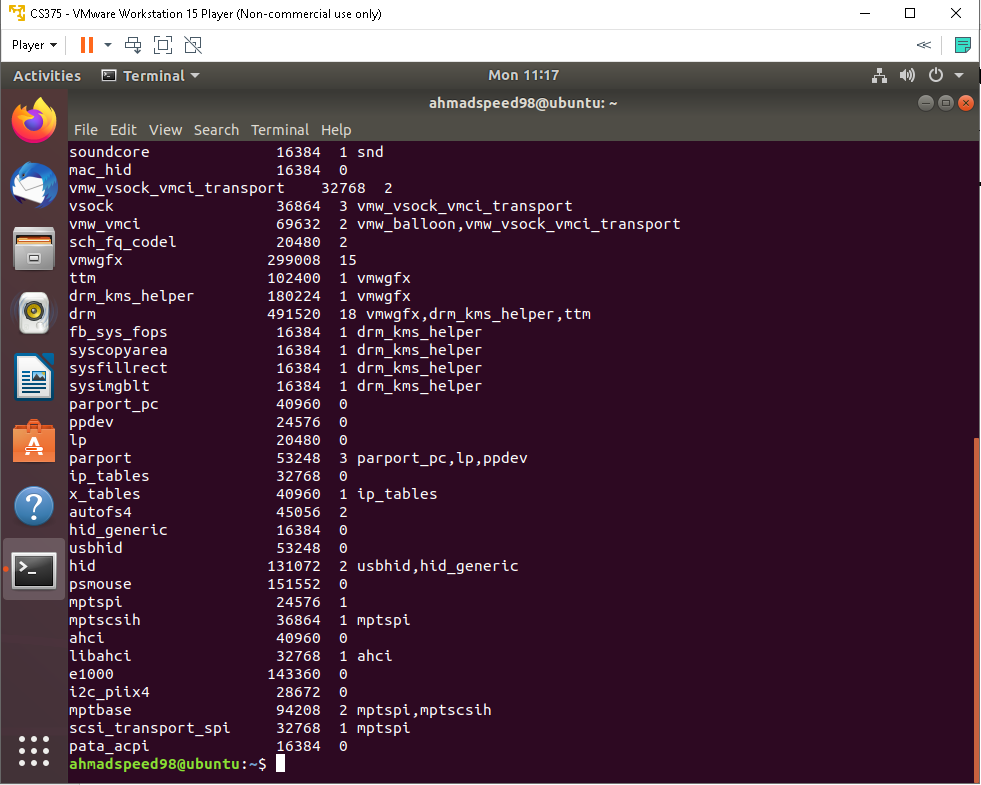 CS375 - VMware Workstation 15 Player (Non-commercial use only)
Player
Activities Terminal Mon 11:17
ahmadspeed98@ubuntu: ~
File Edit View Search Terminal Help
soundcore 16384 1 snd
mac_hid 16384 0
vmw_vsock_vmci_transport 32768 2
vsock 36864 3 vmw_vsock_vmci_transport
vmw_vmci 69632 2 vmw_balloon,vmw_vsock_vmci_transport
sch_fq_codel 20480 2
vmwgfx 299008 15
ttm 102400 1 vmwgfx
drm_kms_helper 180224 1 vmwgfx
drm 491520 18 vmwgfx,drm_kms_helper,ttm
fb_sys_fops 16384 1 drm_kms_helper
syscopyarea 16384 1 drm_kms_helper
sysfillrect 16384 1 drm_kms_helper
sysimgblt 16384 1 drm_kms_helper
parport_pc 40960 0
ppdev 24576 0
lp 20480 0
parport 53248 3 parport_pc,lp,ppdev
ip_tables 32768 0
x_tables 40960 1 ip_tables
autofs4 45056 2
hid_generic 16384 0
usbhid 53248 0
hid 131072 2 usbhid,hid_generic
psmouse 151552 0
mptspi 24576 1
mptscsih 36864 1 mptspi
ahci 40960 0
libahci 32768 1 ahci
e1000 143360 0
i2c_piix4 28672 0
mptbase 94208 2 mptspi,mptscsih
scsi_transport_spi 32768 1 mptspi
pata_acpi 16384 0
ahmadspeed98@ubuntu:~$